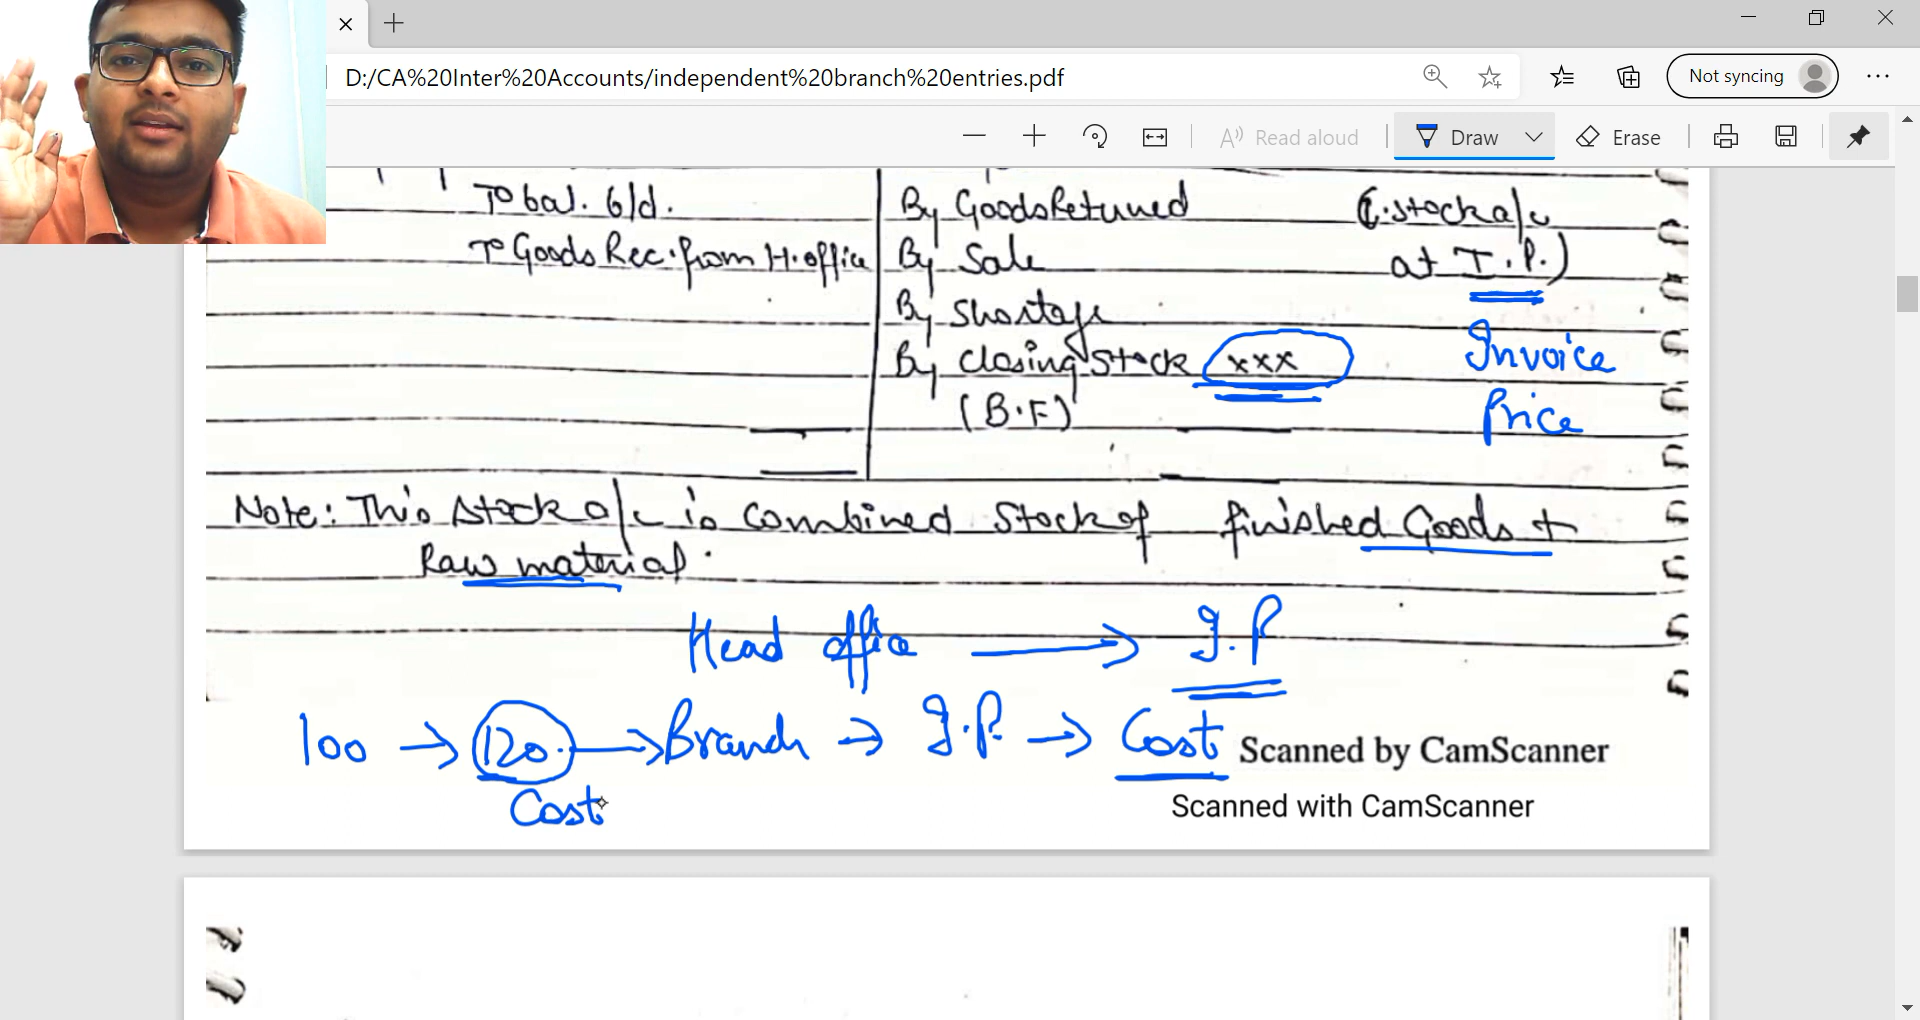 D:/CA%20Inter%20Accounts/independent%20branch%20entries.pdf
Not syncing
Read aloud
Draw
Erase
To bal. b/d.
By Goods Retuned
(C.stock a/c
To Goods Rec. from H.office
By Sale
at I.P.)
By Shortage
Invoice
By Closing Stock xxx
Price
(B.F)
Note: This stock a/c is combined stock of finished Goods +
Raw material.
Head office → I.P
100 → 120 → Branch → I.P. → Cost
Cost
Scanned by CamScanner
Scanned with CamScanner